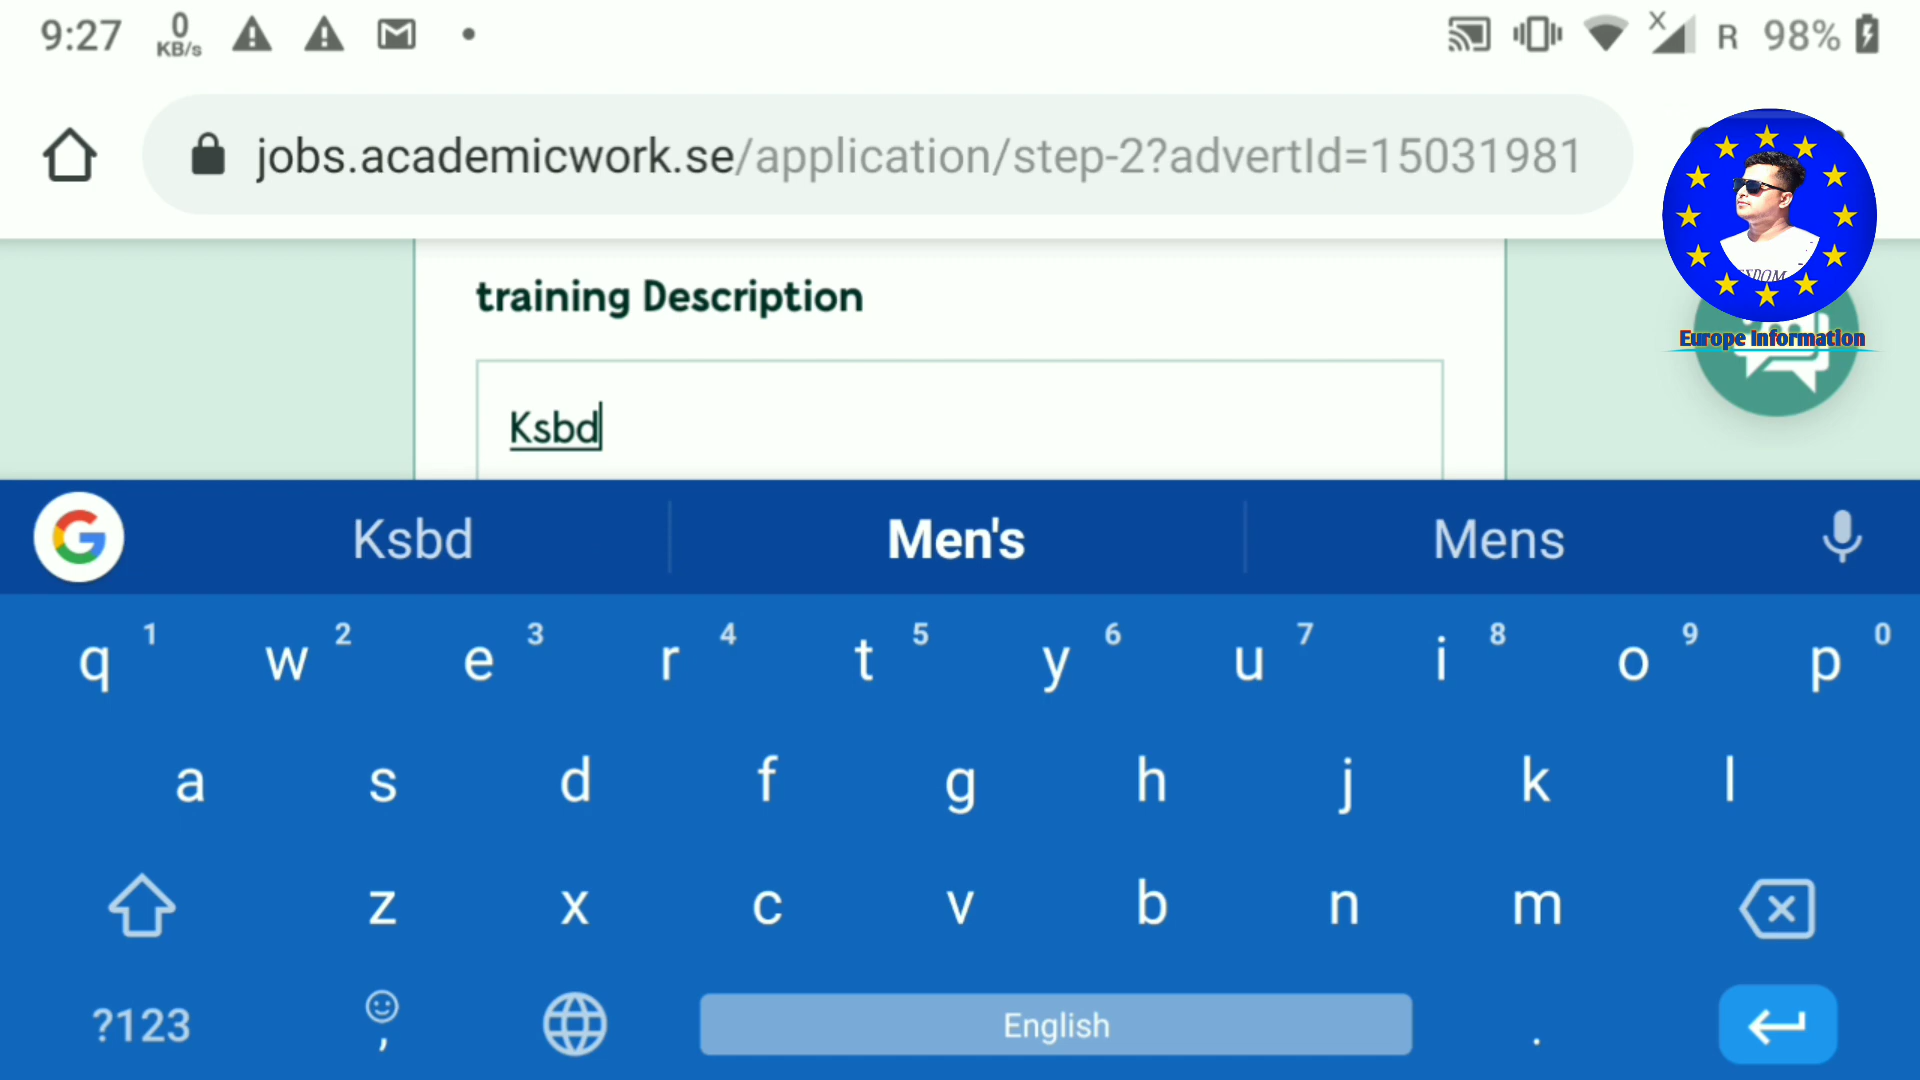 9:27 0 KB/s R 98%
jobs.academicwork.se/application/step-2?advertId=15031981
Europe Information
training Description
Ksbd
Ksbd Men's Mens
q 1 w 2 e 3 r 4 t 5 y 6 u 7 i 8 o 9 p 0
a s d f g h j k l
z x c v b n m
?123 , English .